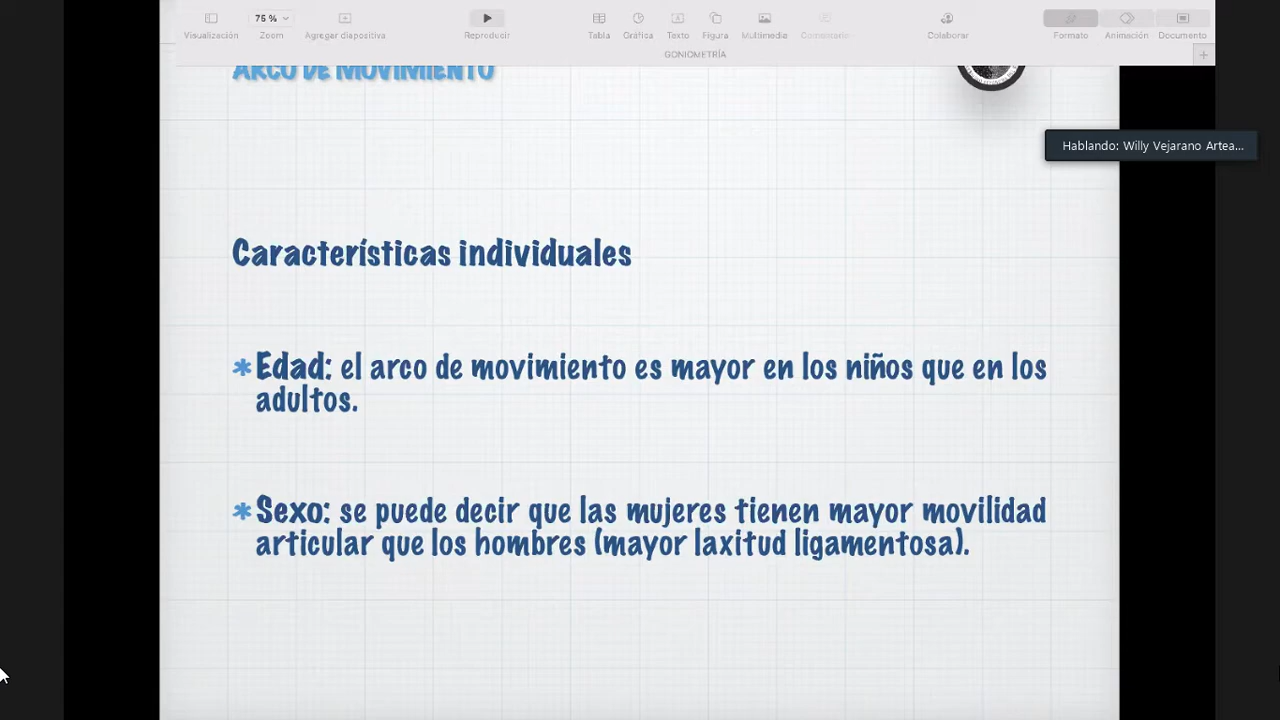 75 %
Visualización Zoom Agregar diapositiva Reproducir Tabla Gráfica Texto Figura Multimedia Comentario Colaborar Formato Animación Documento
GONIOMETRÍA
ARCO DE MOVIMIENTO
Hablando: Willy Vejarano Artea...
Características individuales
* Edad: el arco de movimiento es mayor en los niños que en los
adultos.
* Sexo: se puede decir que las mujeres tienen mayor movilidad
articular que los hombres (mayor laxitud ligamentosa).